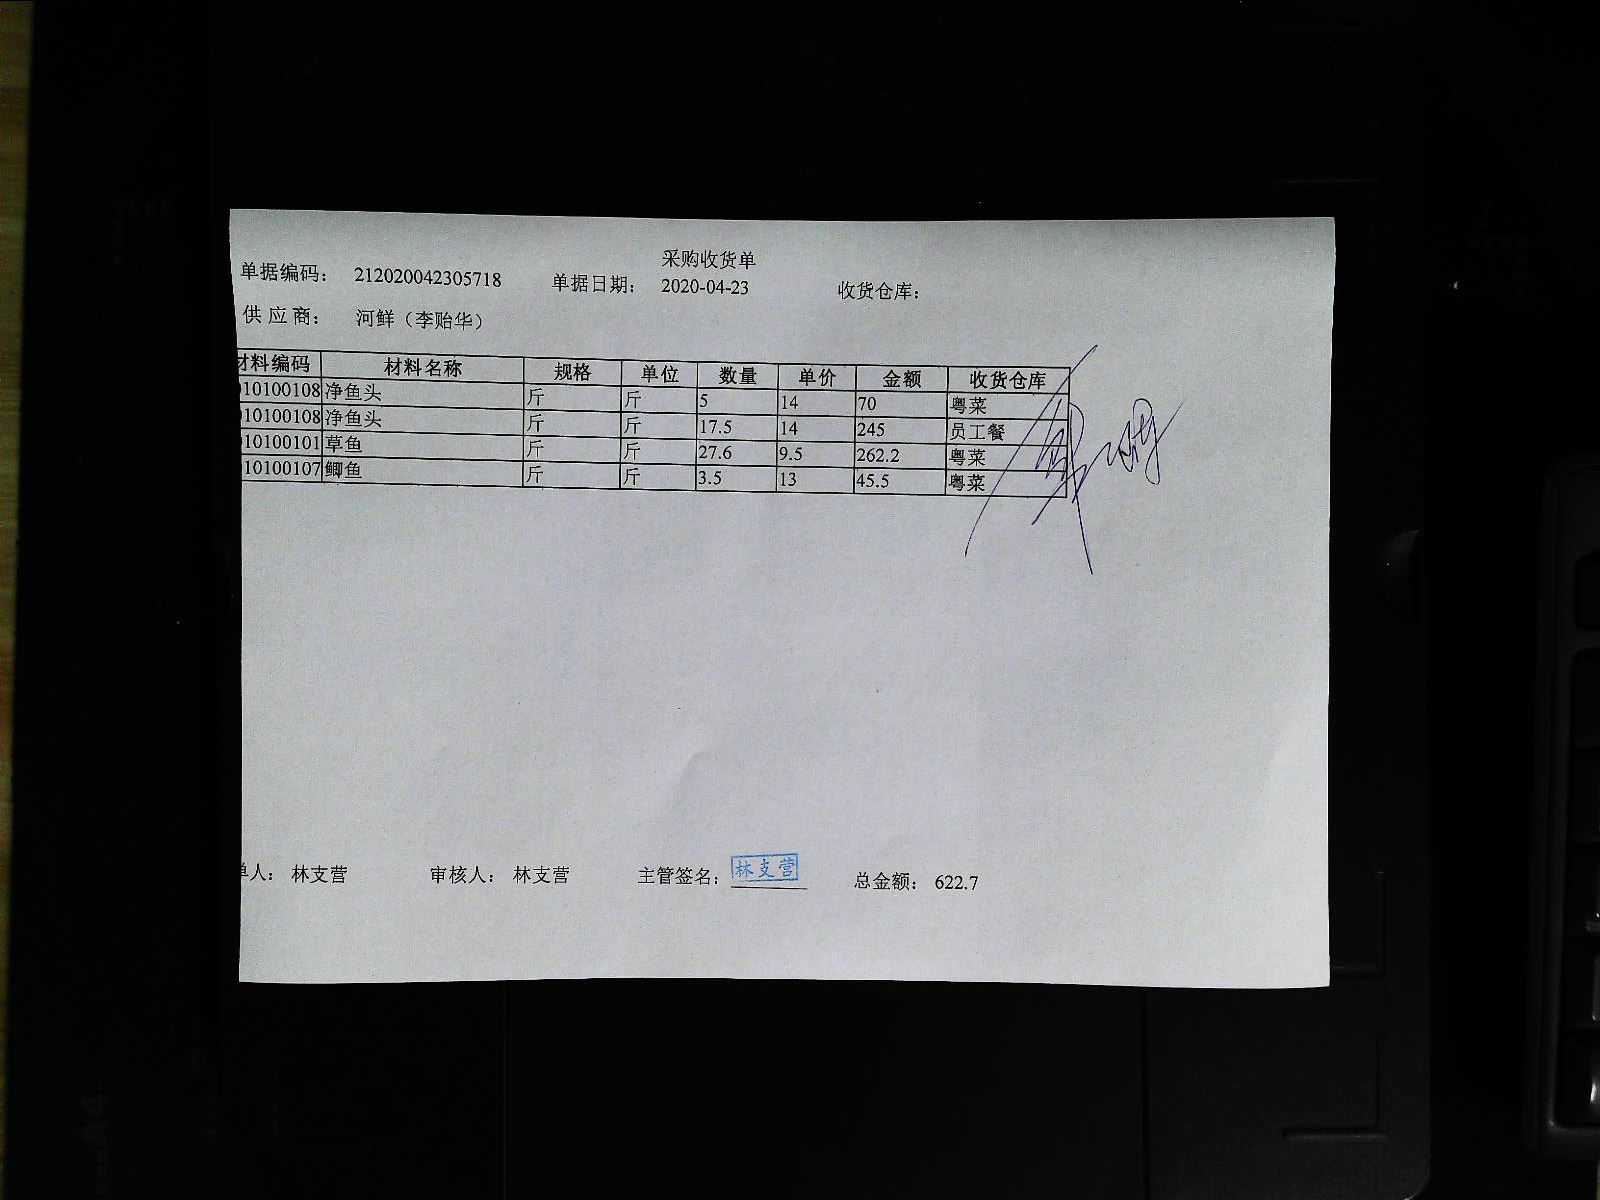 采购收货单
单据编码： 212020042305718 单据日期： 2020-04-23 收货仓库：
供应商： 河鲜（李贻华）
材料编码 材料名称 规格 单位 数量 单价 金额 收货仓库
10100108 净鱼头 斤 斤 5 14 70 粤菜
10100108 净鱼头 斤 斤 17.5 14 245 员工餐
10100101 草鱼 斤 斤 27.6 9.5 262.2 粤菜
10100107 鲫鱼 斤 斤 3.5 13 45.5 粤菜
单人： 林支营 审核人： 林支营 主管签名： 林支营 总金额： 622.7